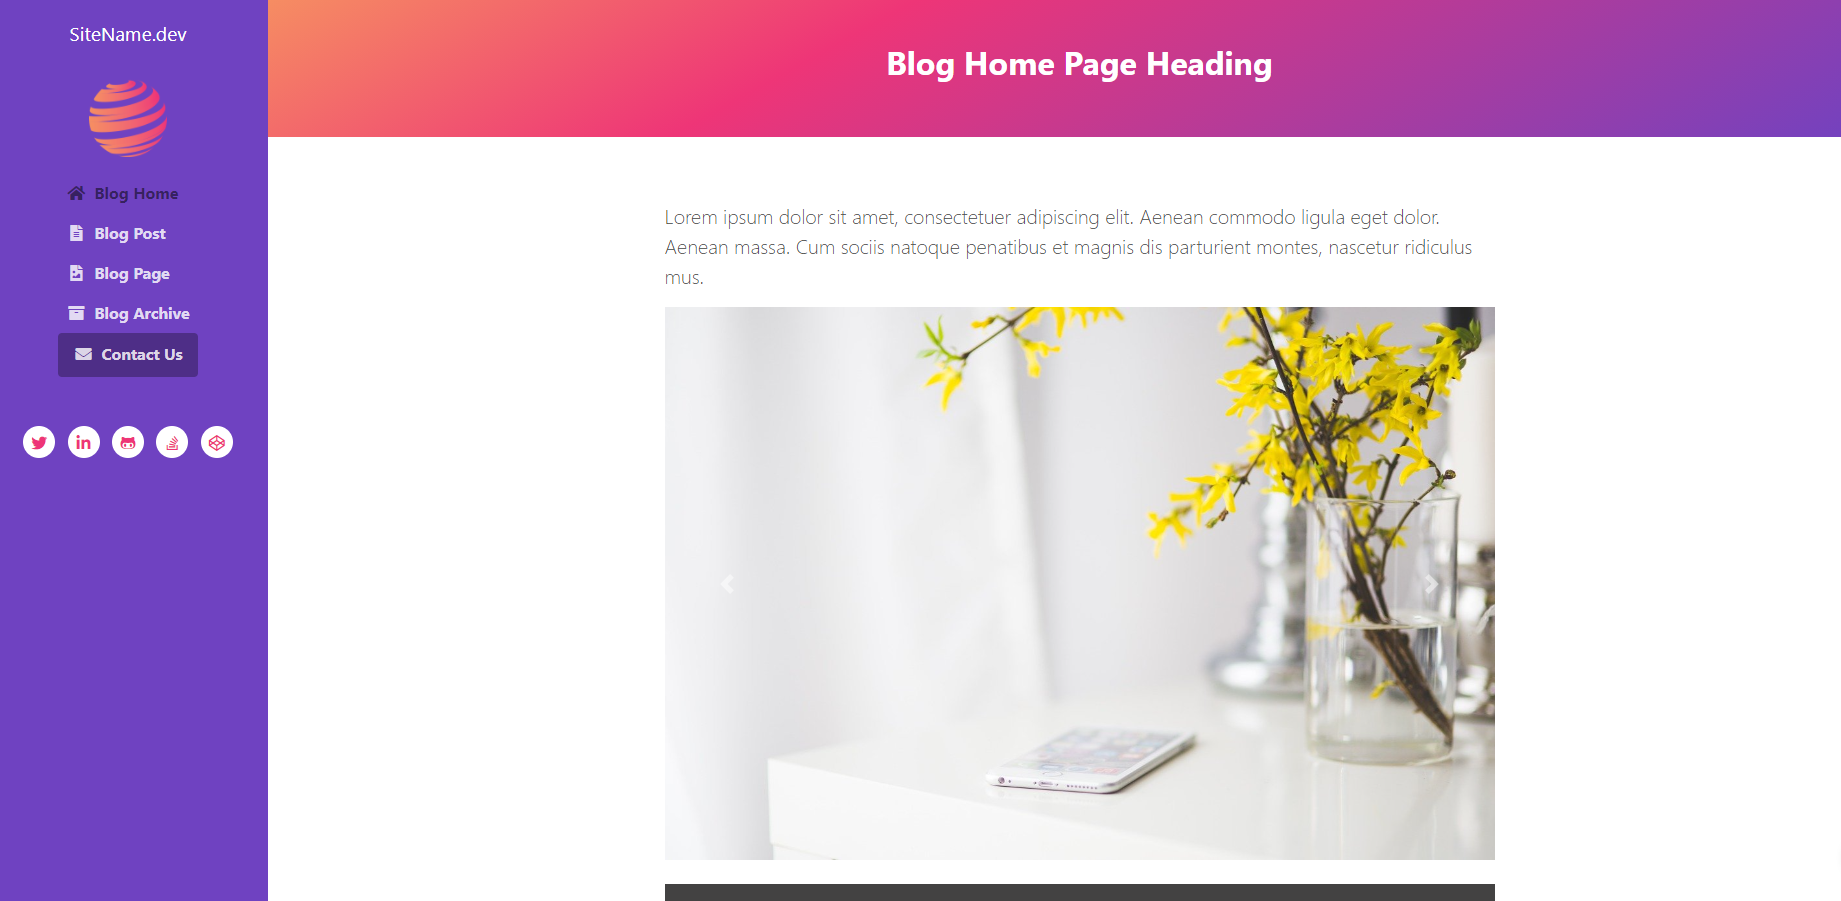 SiteName.dev
Blog Home
Blog Post
Blog Page
Blog Archive
Contact Us
Blog Home Page Heading
Lorem ipsum dolor sit amet, consectetuer adipiscing elit. Aenean commodo ligula eget dolor.
Aenean massa. Cum sociis natoque penatibus et magnis dis parturient montes, nascetur ridiculus
mus.